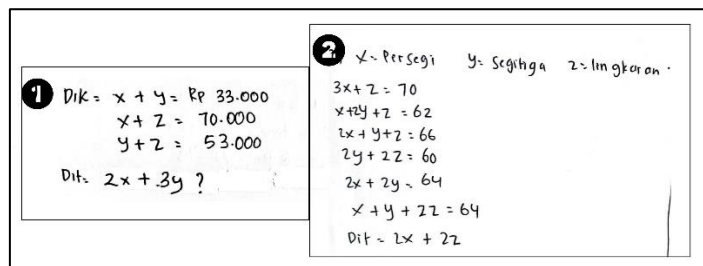 1
DIK = x + y = Rp 33.000
x + z = 70.000
y + z = 53.000
Dit = 2x + 3y ?
2
x = Persegi y = Segitiga z = lingkaran.
3x + z = 70
x + 2y + z = 62
2x + y + z = 66
2y + 2z = 60
2x + 2y = 64
x + y + 2z = 64
Dit = 2x + 2z